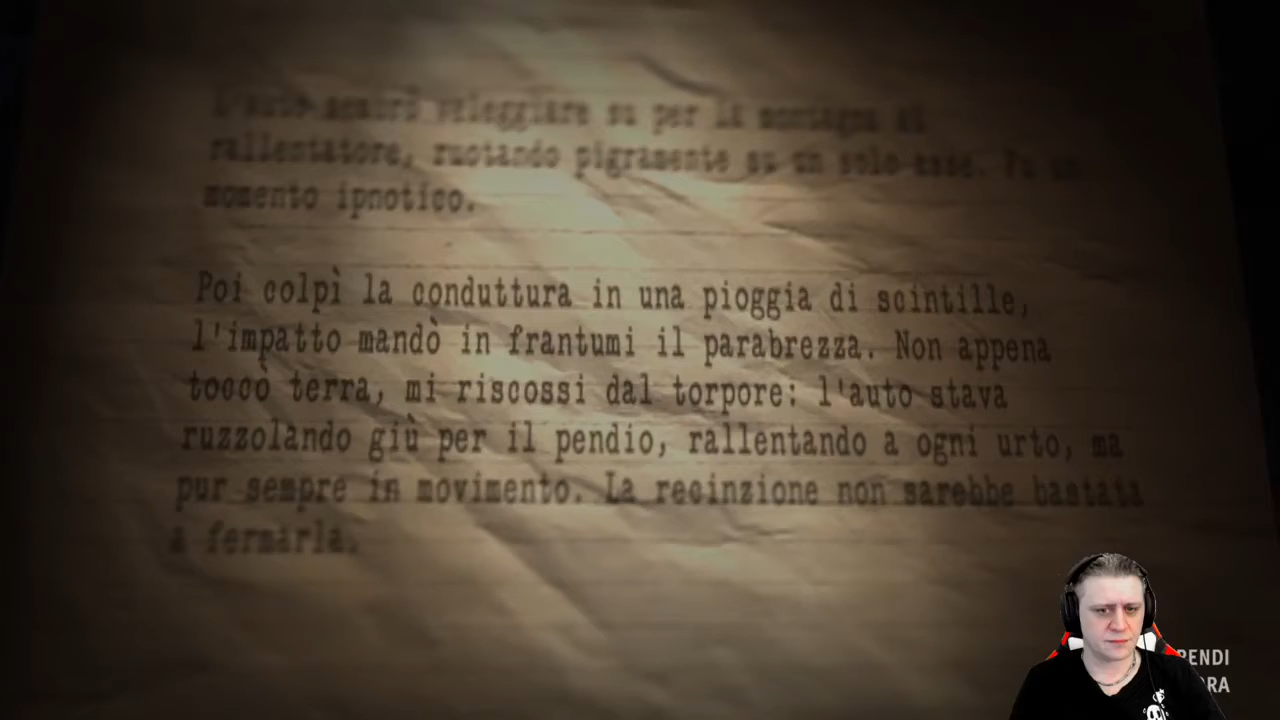 L'auto sembrò veleggiare su per la montagna al
rallentatore, ruotando pigramente su un solo asse. Fu un
momento ipnotico.
Poi colpì la conduttura in una pioggia di scintille,
l'impatto mandò in frantumi il parabrezza. Non appena
toccò terra, mi riscossi dal torpore: l'auto stava
ruzzolando giù per il pendio, rallentando a ogni urto, ma
pur sempre in movimento. La recinzione non sarebbe bastata
a fermarla.